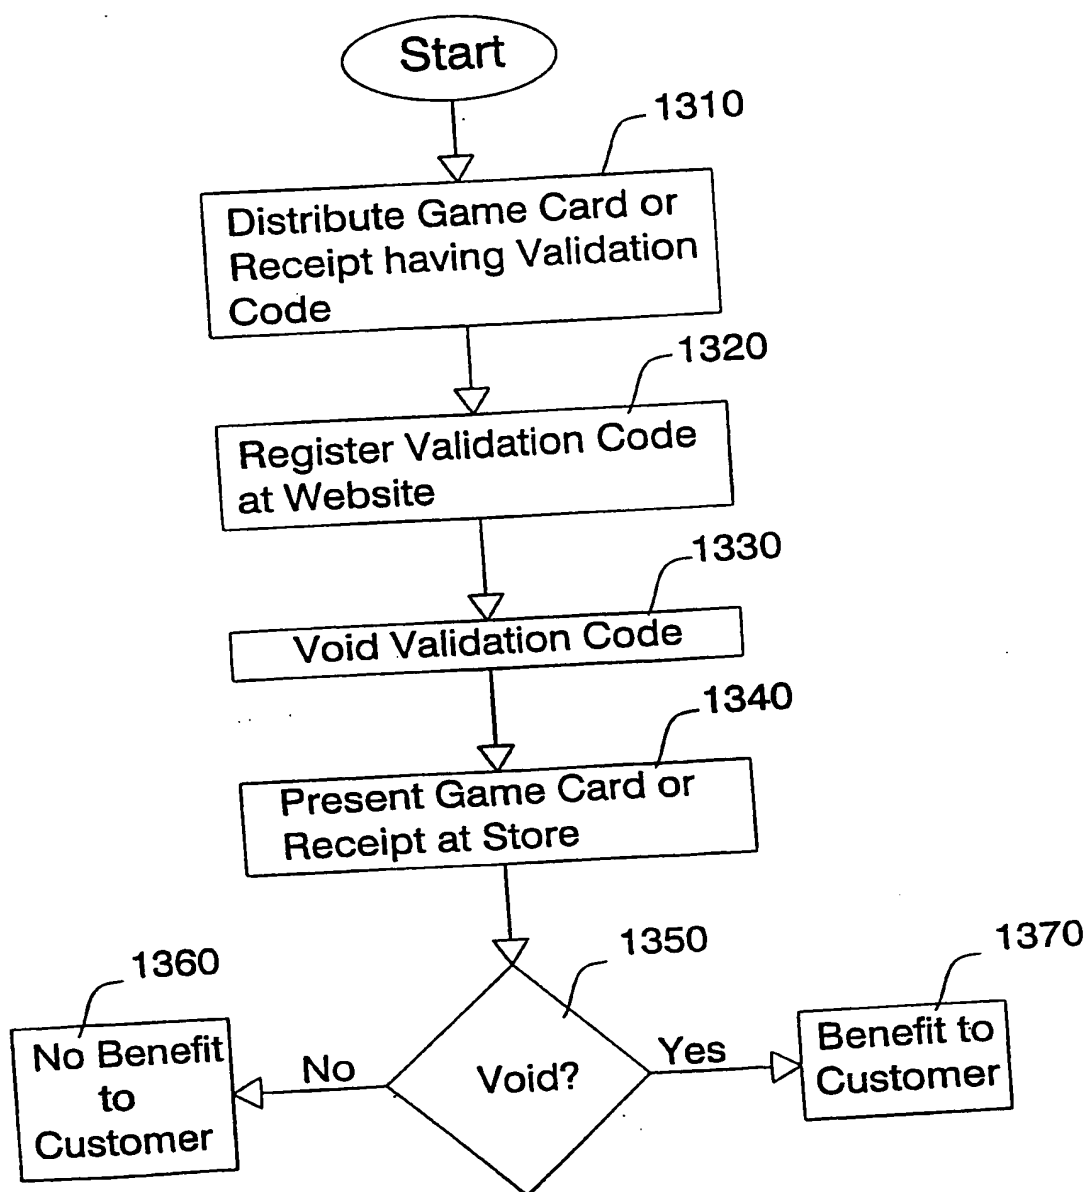 Start
1310
Distribute Game Card or
Receipt having Validation
Code
1320
Register Validation Code
at Website
1330
Void Validation Code
1340
Present Game Card or
Receipt at Store
1350
1360
1370
No Benefit
to
Customer
No
Void?
Yes
Benefit to
Customer